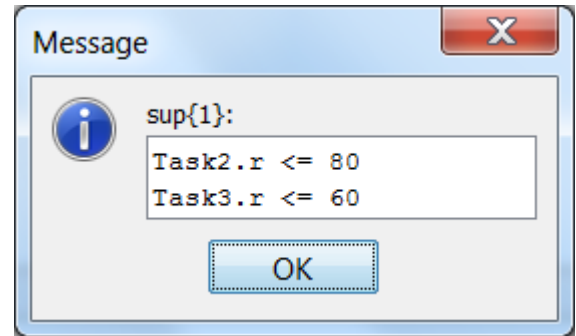 Message
sup{1}:
Task2.r <= 80
Task3.r <= 60
OK